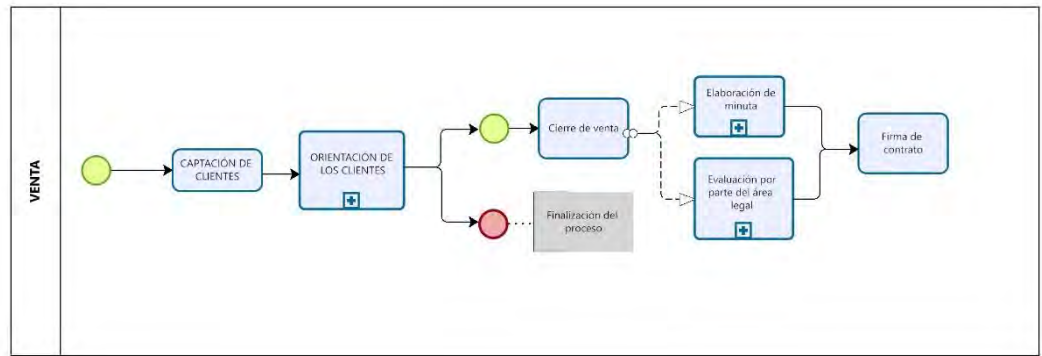 VENTA
CAPTACIÓN DE
CLIENTES
ORIENTACIÓN DE
LOS CLIENTES
Cierre de venta
Finalización del
proceso
Elaboración de
minuta
Evaluación por
parte del área
legal
Firma de
contrato